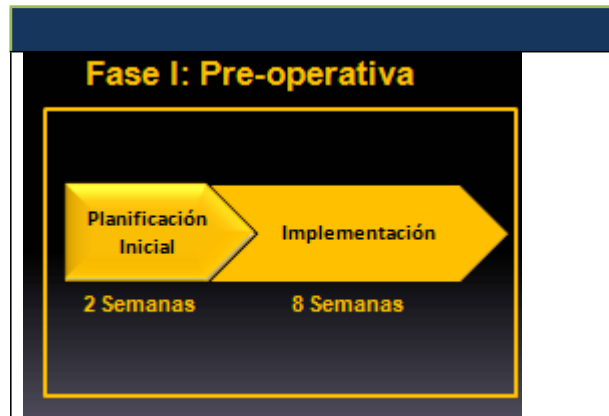 Fase I: Pre-operativa
Planificación
Inicial
Implementación
2 Semanas
8 Semanas